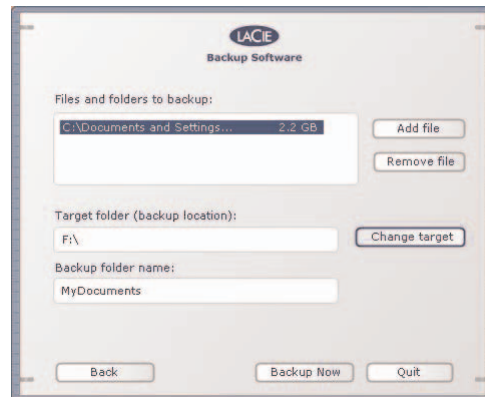 LACIE
Backup Software
Files and folders to backup:
C:\Documents and Settings... 2.2 GB
Add file
Remove file
Target folder (backup location):
F:\
Change target
Backup folder name:
MyDocuments
Back
Backup Now
Quit